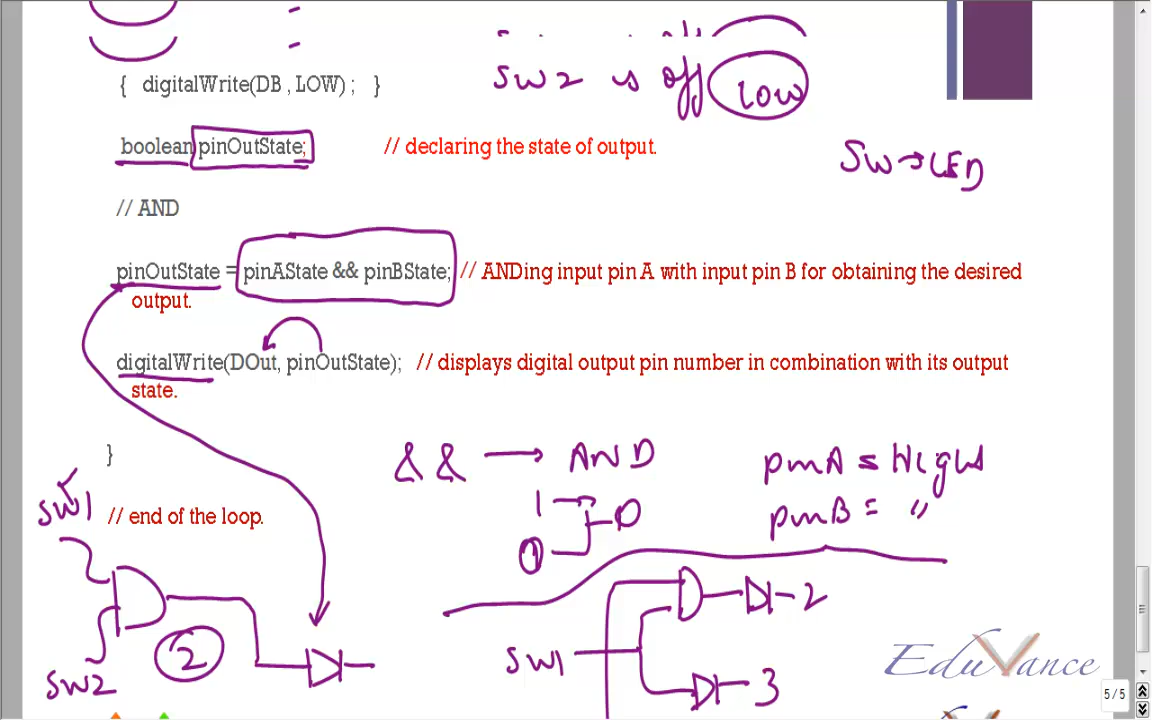 SW2 is off low
{ digitalWrite(DB , LOW) ; }
boolean pinOutState; // declaring the state of output.
SW → LED
// AND
pinOutState = pinAState && pinBState; // ANDing input pin A with input pin B for obtaining the desired
output.
digitalWrite(DOut, pinOutState); // displays digital output pin number in combination with its output
state.
}
&& → AND
pinA = High
pinB = "
SW1
// end of the loop.
1
0
2
SW2
2
SW1
3
EduVance
5/5